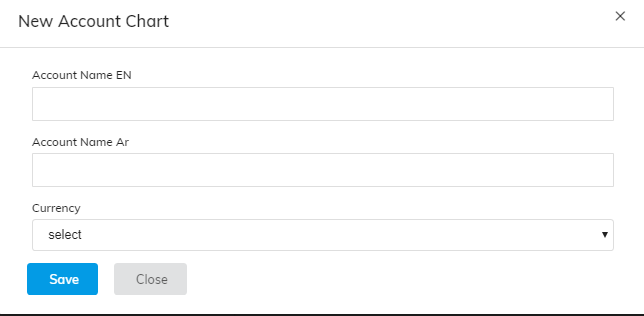 New Account Chart
Account Name EN
Account Name Ar
Currency
select
Save Close